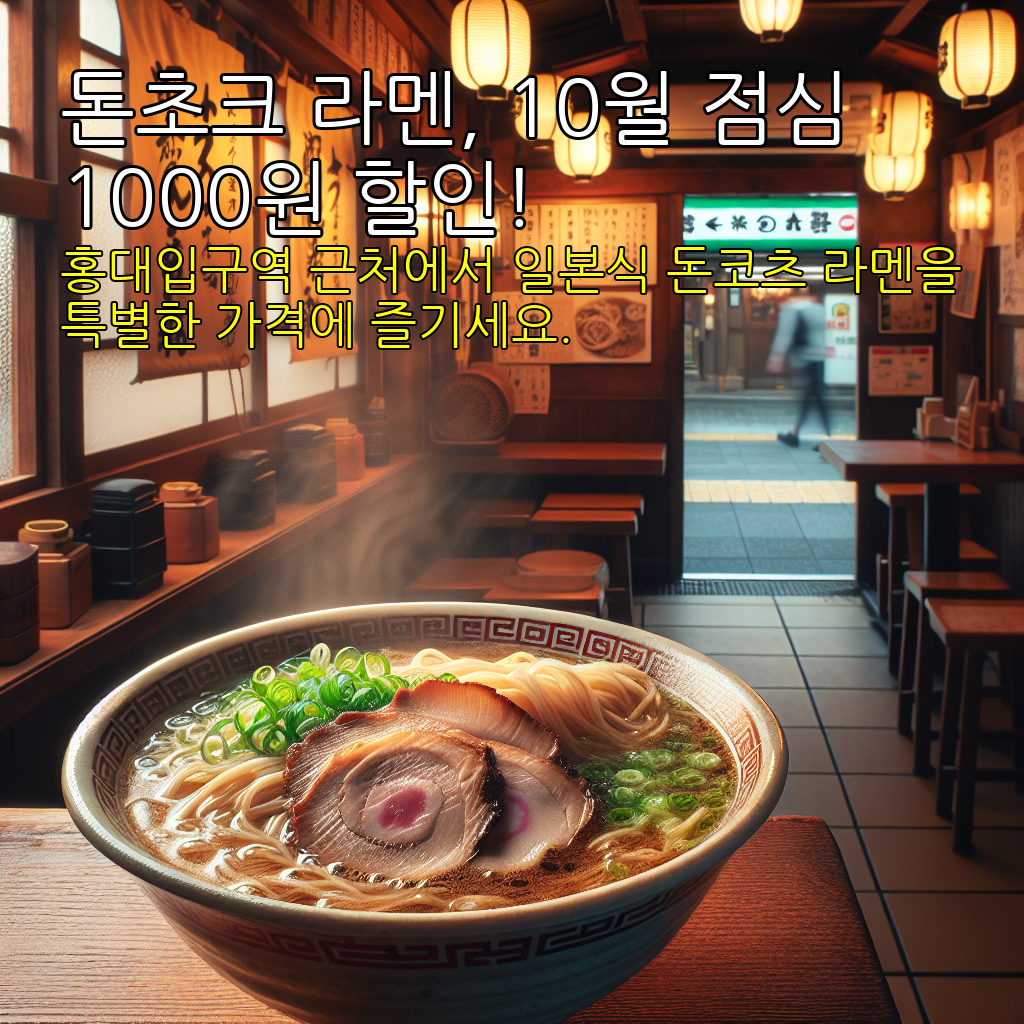 돈초크 라멘, 10월 점심
1000원 할인!
홍대입구역 근처에서 일본식 돈코츠 라멘을
특별한 가격에 즐기세요.